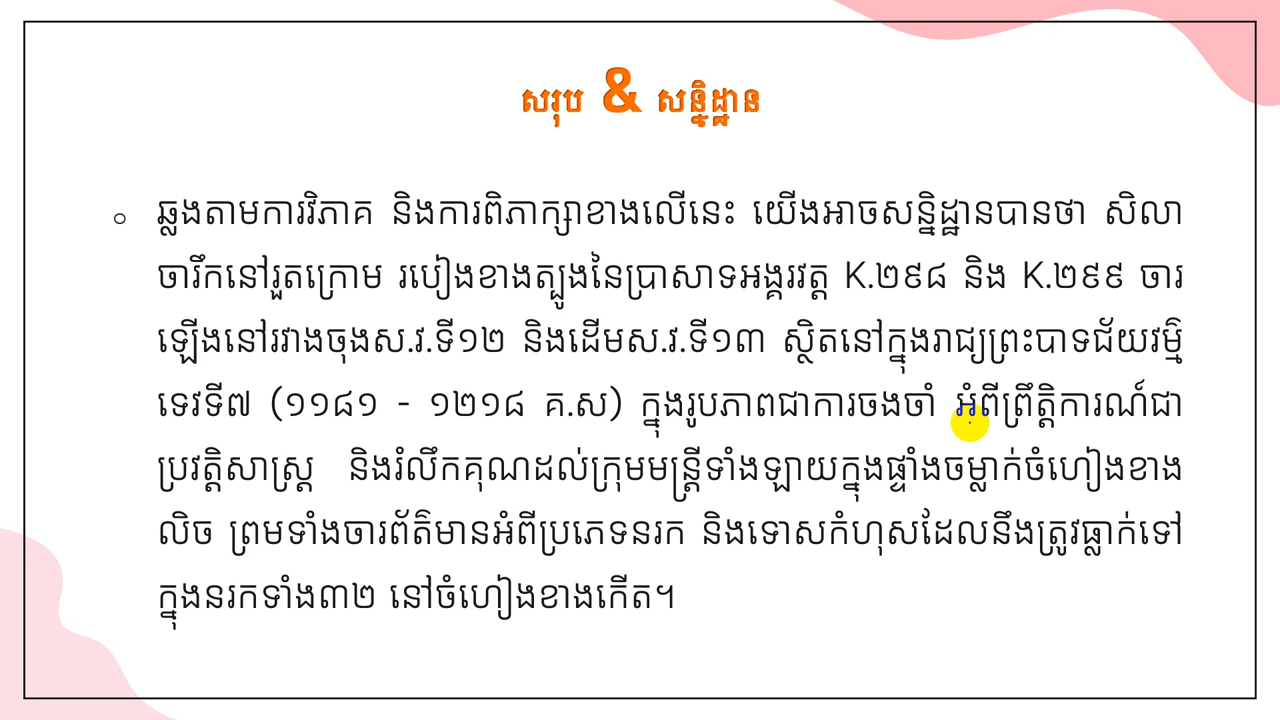 សរុប & សន្និដ្ឋាន
ឆ្លងតាមការវិភាគ និងការពិភាក្សាខាងលើនេះ យើងអាចសន្និដ្ឋានបានថា សិលា
ចារឹកនៅរួតក្រោម របៀងខាងត្បូងនៃប្រាសាទអង្គរវត្ត K.២៩៨ និង K.២៩៩ ចារ
ឡើងនៅរវាងចុងស.វ.ទី១២ និងដើមស.វ.ទី១៣ ស្ថិតនៅក្នុងរាជ្យព្រះបាទជ័យវម៌្ម
ទេវទី៧ (១១៨១ - ១២១៨ គ.ស) ក្នុងរូបភាពជាការចងចាំ អំពីព្រឹត្តិការណ៍ជា
ប្រវត្តិសាស្ត្រ និងរំលឹកគុណដល់ក្រុមមន្ត្រីទាំងឡាយក្នុងផ្ទាំងចម្លាក់ចំហៀងខាង
លិច ព្រមទាំងចារព័ត៌មានអំពីប្រភេទនរក និងទោសកំហុសដែលនឹងត្រូវធ្លាក់ទៅ
ក្នុងនរកទាំង៣២ នៅចំហៀងខាងកើត។